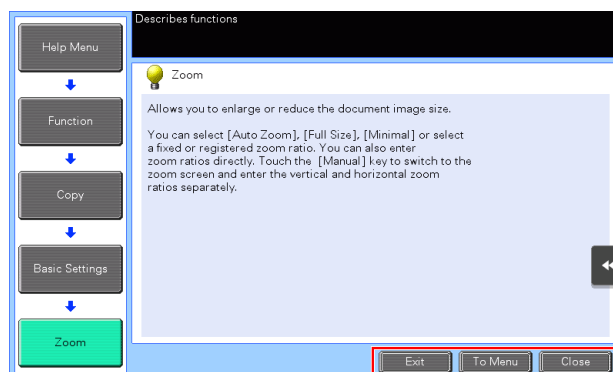 Describes functions
Help Menu
Zoom
Allows you to enlarge or reduce the document image size.
Function
You can select [Auto Zoom], [Full Size], [Minimal] or select
a fixed or registered zoom ratio. You can also enter
zoom ratios directly. Touch the [Manual] key to switch to the
zoom screen and enter the vertical and horizontal zoom
ratios separately.
Copy
Basic Settings
Zoom
Exit To Menu Close